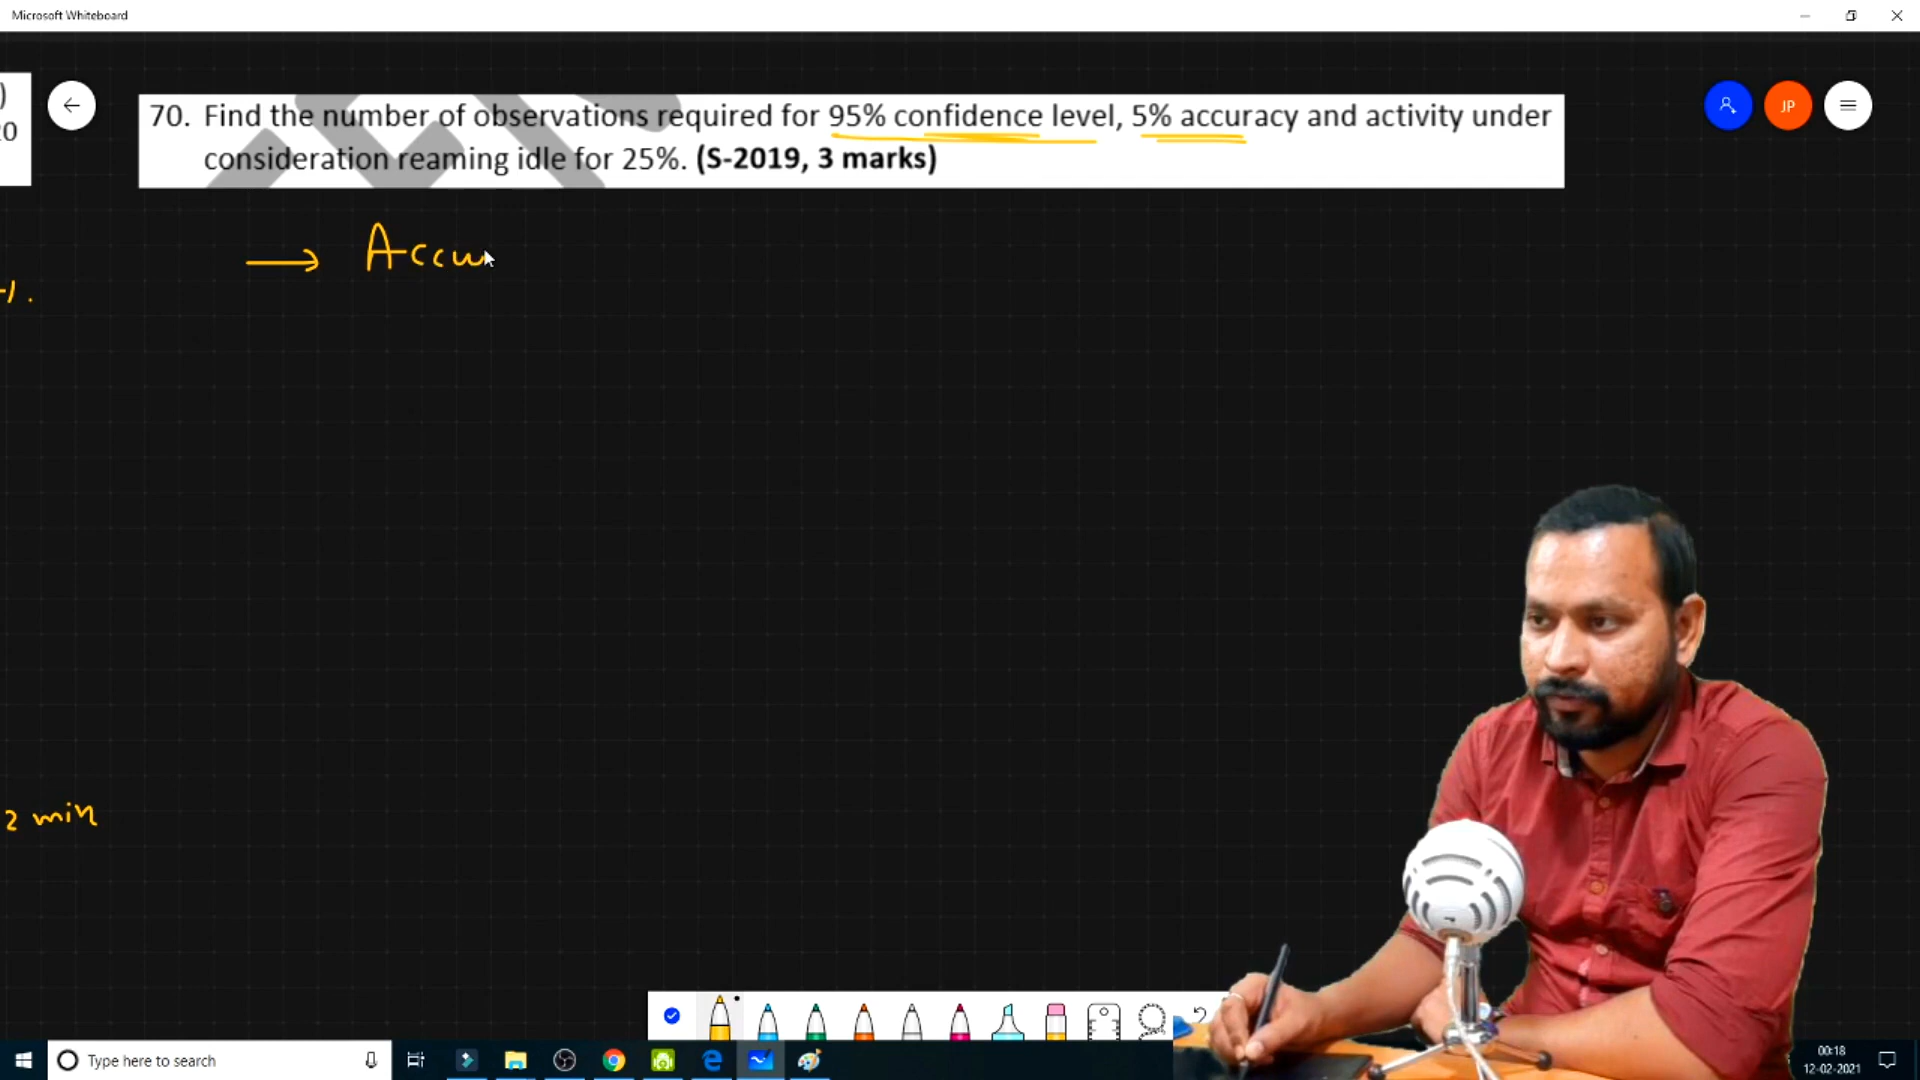 Microsoft Whiteboard
)
20
70. Find the number of observations required for 95% confidence level, 5% accuracy and activity under
consideration reaming idle for 25%. (S-2019, 3 marks)
JP
→ Accu
2 min
Type here to search
00:18
12-02-2021